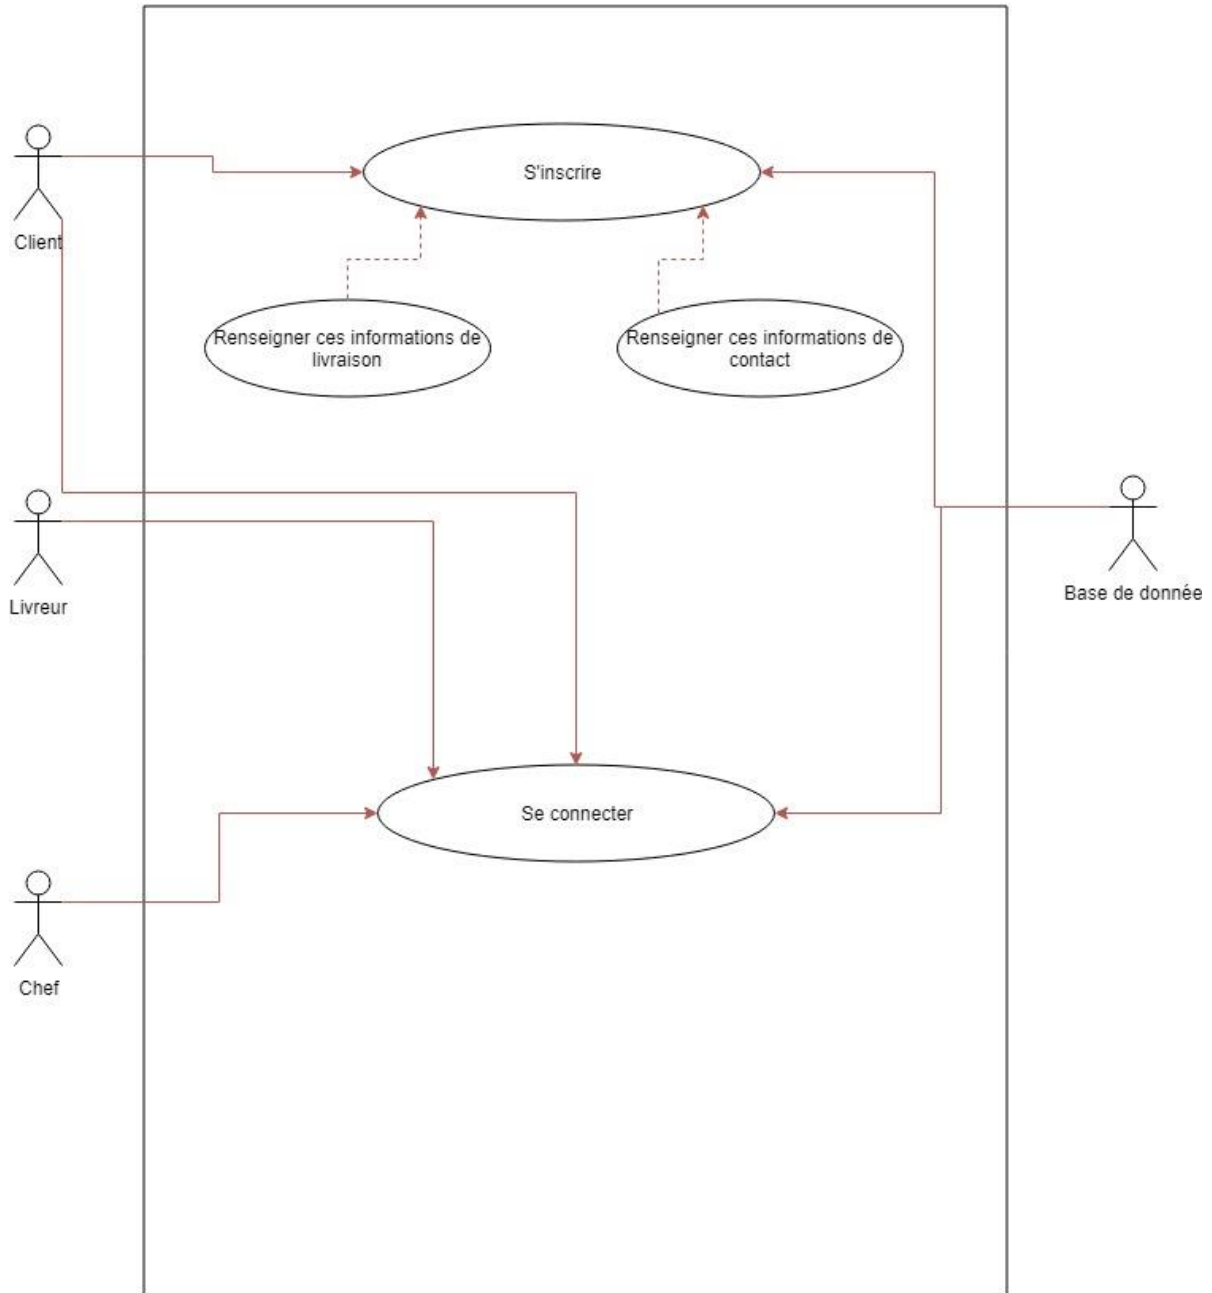 S'inscrire
Client
Renseigner ces informations de
livraison
Renseigner ces informations de
contact
Livreur
Base de donnée
Se connecter
Chef